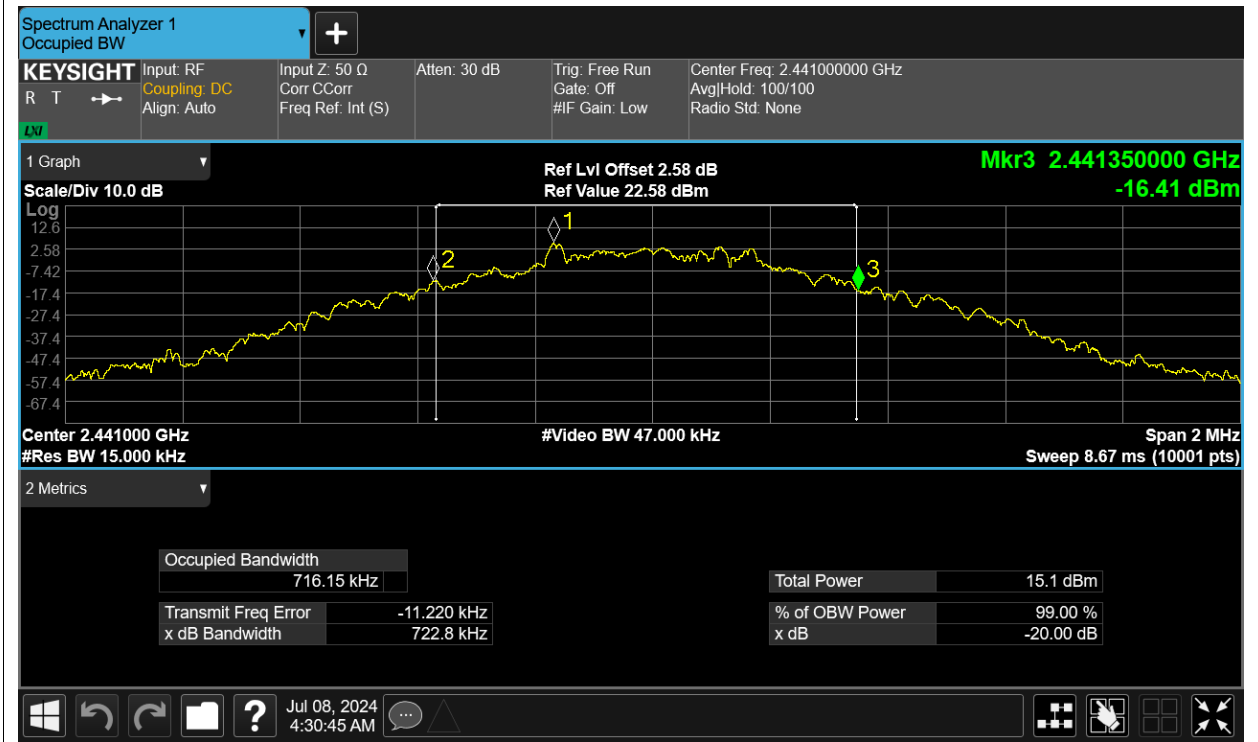 Spectrum Analyzer 1
Occupied BW
KEYSIGHT
R T
LXI
Input: RF
Coupling: DC
Align: Auto
Input Z: 50 Ω
Corr CCorr
Freq Ref: Int (S)
Atten: 30 dB
Trig: Free Run
Gate: Off
#IF Gain: Low
Center Freq: 2.441000000 GHz
Avg|Hold: 100/100
Radio Std: None
1 Graph
Scale/Div 10.0 dB
Ref Lvl Offset 2.58 dB
Ref Value 22.58 dBm
Mkr3 2.441350000 GHz
-16.41 dBm
Log
12.6
2.58
-7.42
-17.4
-27.4
-37.4
-47.4
-57.4
-67.4
1
2
3
Center 2.441000 GHz
#Video BW 47.000 kHz
Span 2 MHz
#Res BW 15.000 kHz
Sweep 8.67 ms (10001 pts)
2 Metrics
Occupied Bandwidth
716.15 kHz
Transmit Freq Error -11.220 kHz
x dB Bandwidth 722.8 kHz
Total Power 15.1 dBm
% of OBW Power 99.00 %
x dB -20.00 dB
?
Jul 08, 2024
4:30:45 AM